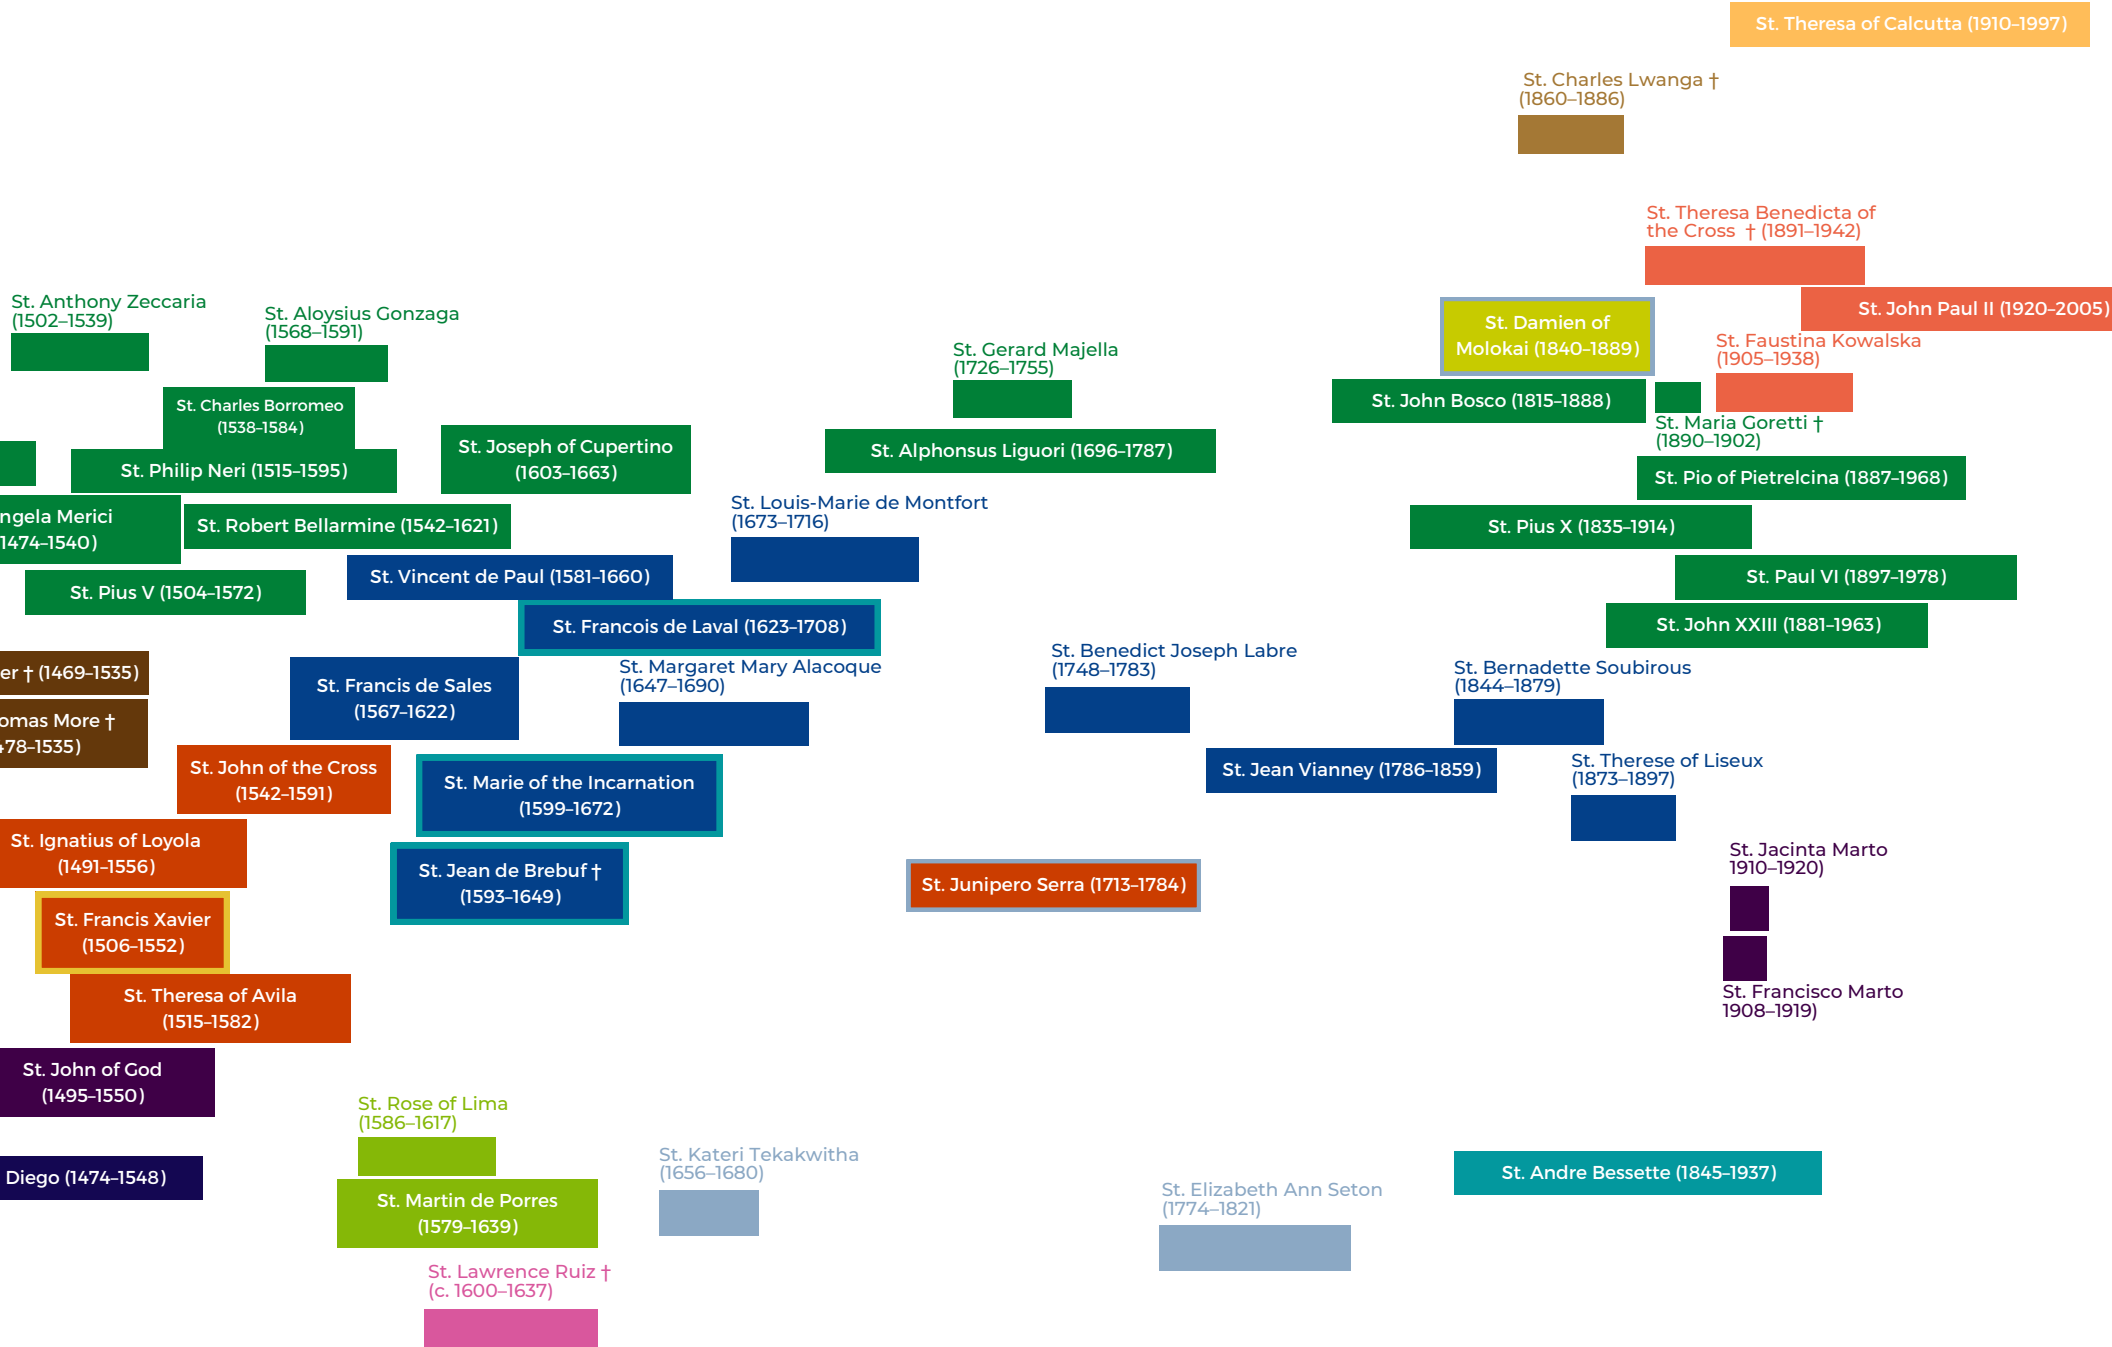 St. Theresa of Calcutta (1910–1997)
St. Charles Lwanga †
(1860–1886)
St. Theresa Benedicta of
the Cross † (1891–1942)
St. Anthony Zeccaria
(1502–1539)
St. Aloysius Gonzaga
(1568–1591)
St. John Paul II (1920–2005)
St. Damien of
Molokai (1840–1889)
St. Gerard Majella
(1726–1755)
St. Faustina Kowalska
(1905–1938)
St. Charles Borromeo
(1538–1584)
St. John Bosco (1815–1888)
St. Maria Goretti †
(1890–1902)
St. Philip Neri (1515–1595)
St. Joseph of Cupertino
(1603–1663)
St. Alphonsus Liguori (1696–1787)
St. Pio of Pietrelcina (1887–1968)
ngela Merici
1474–1540)
St. Robert Bellarmine (1542–1621)
St. Louis-Marie de Montfort
(1673–1716)
St. Pius X (1835–1914)
St. Pius V (1504–1572)
St. Vincent de Paul (1581–1660)
St. Paul VI (1897–1978)
St. Francois de Laval (1623–1708)
St. John XXIII (1881–1963)
er † (1469–1535)
St. Francis de Sales
(1567–1622)
St. Margaret Mary Alacoque
(1647–1690)
St. Benedict Joseph Labre
(1748–1783)
St. Bernadette Soubirous
(1844–1879)
omas More †
478–1535)
St. John of the Cross
(1542–1591)
St. Marie of the Incarnation
(1599–1672)
St. Jean Vianney (1786–1859)
St. Therese of Liseux
(1873–1897)
St. Ignatius of Loyola
(1491–1556)
St. Jean de Brebuf †
(1593–1649)
St. Junipero Serra (1713–1784)
St. Jacinta Marto
1910–1920)
St. Francis Xavier
(1506–1552)
St. Theresa of Avila
(1515–1582)
St. Francisco Marto
1908–1919)
St. John of God
(1495–1550)
St. Rose of Lima
(1586–1617)
Diego (1474–1548)
St. Martin de Porres
(1579–1639)
St. Kateri Tekakwitha
(1656–1680)
St. Elizabeth Ann Seton
(1774–1821)
St. Andre Bessette (1845–1937)
St. Lawrence Ruiz †
(c. 1600–1637)